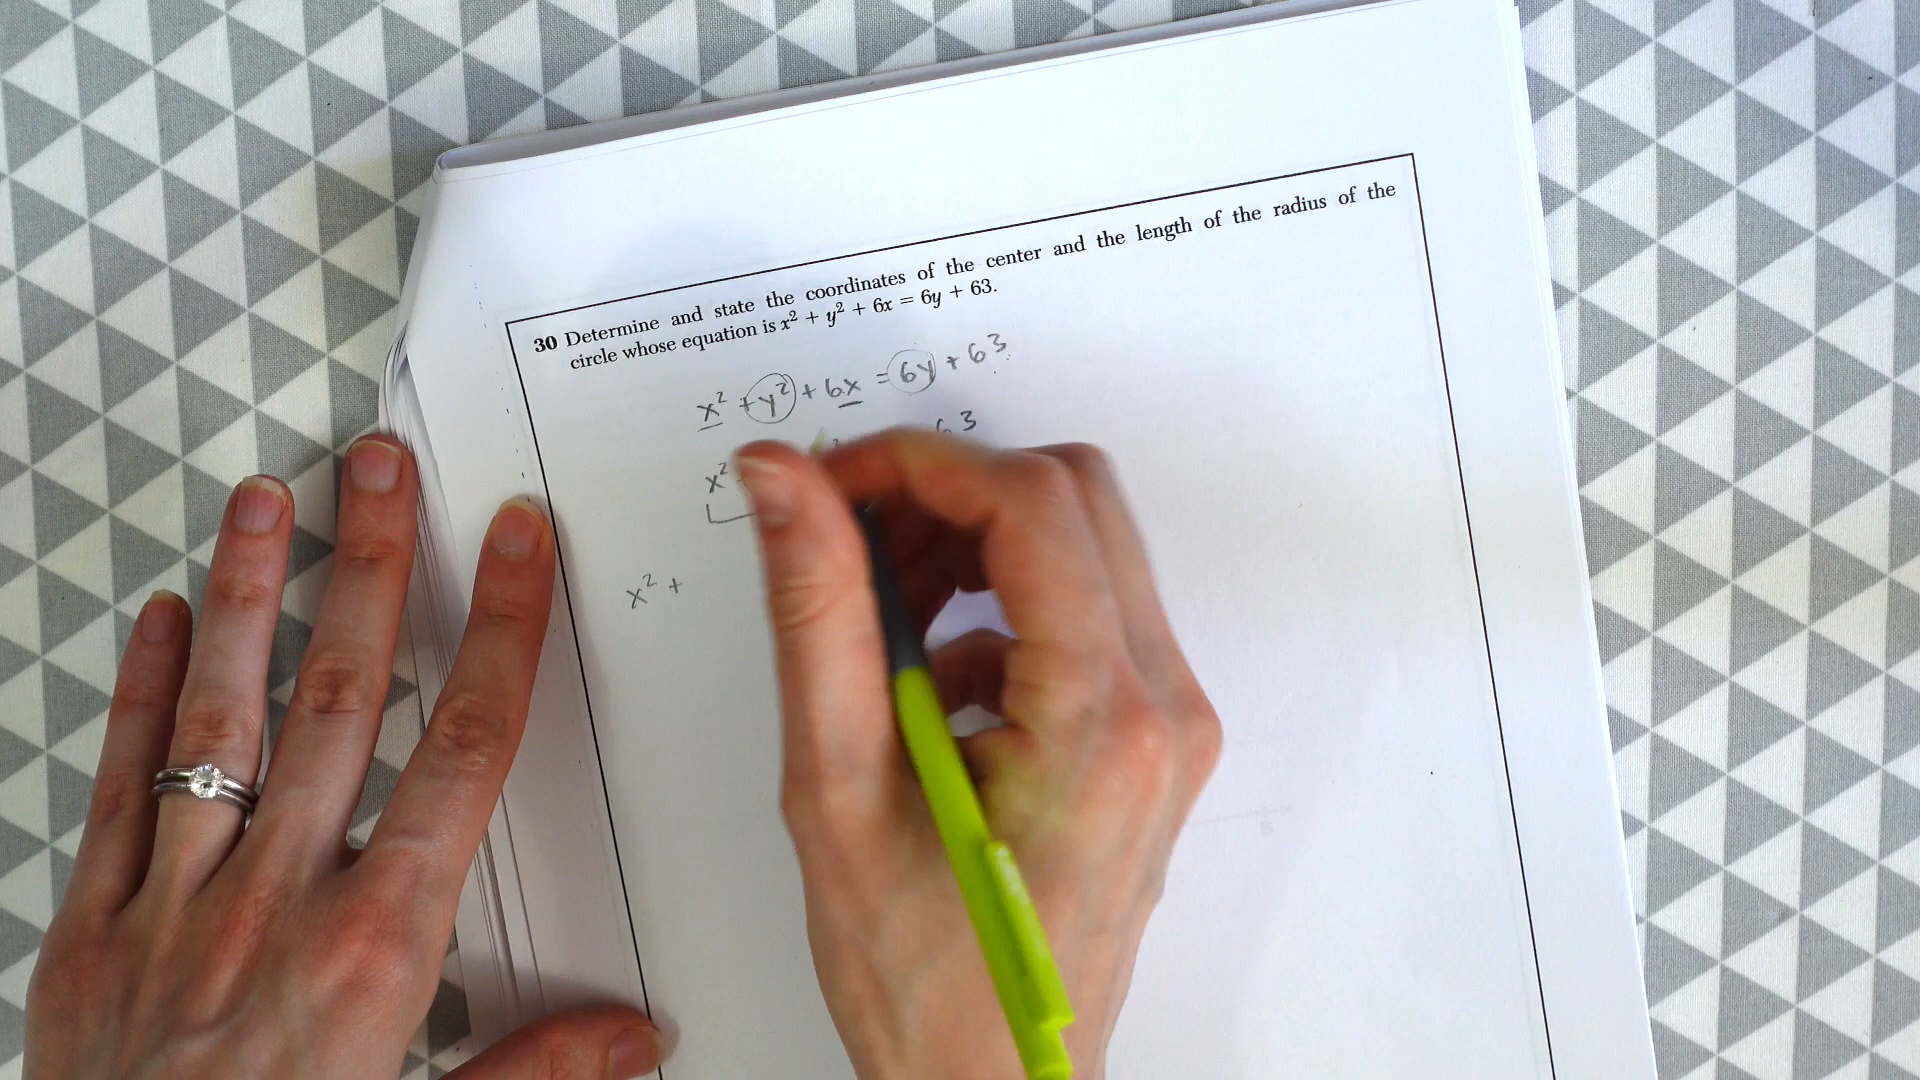 30 Determine and state the coordinates of the center and the length of the radius of the
circle whose equation is x² + y² + 6x = 6y + 63.
x² + y² + 6x = 6y + 63
x² 63
x² +